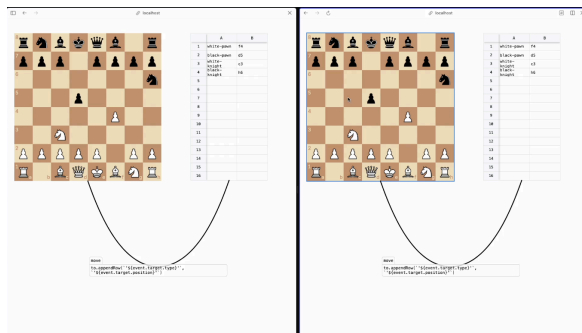 localhost
A B
1 white-pawn f4
2 black-pawn d5
3 white-knight c3
4 black-knight h6
5
6
7
8
9
10
11
12
13
14
15
16
move
to.appendRow(`'${event.target.type}'',
''${event.target.position}'`)
localhost
A B
1 white-pawn f4
2 black-pawn d5
3 white-knight c3
4 black-knight h6
5
6
7
8
9
10
11
12
13
14
15
16
move
to.appendRow(`'${event.target.type}'',
''${event.target.position}'`)